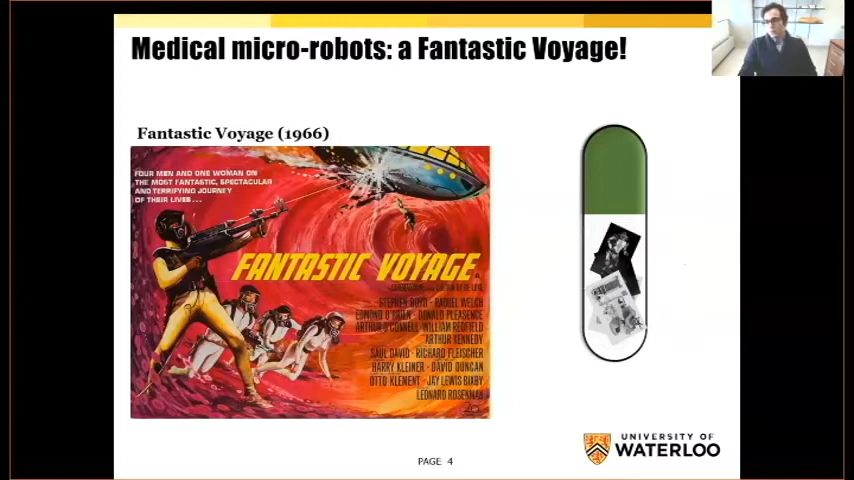 Medical micro-robots: a Fantastic Voyage!
Fantastic Voyage (1966)
FOUR MEN AND ONE WOMAN ON
THE MOST FANTASTIC, SPECTACULAR
AND TERRIFYING JOURNEY
OF THEIR LIVES...
FANTASTIC VOYAGE
STEPHEN BOYD · RAQUEL WELCH
EDMOND O'BRIEN · DONALD PLEASENCE
ARTHUR O'CONNELL · WILLIAM REDFIELD
ARTHUR KENNEDY
SAUL DAVID · RICHARD FLEISCHER
HARRY KLEINER · DAVID DUNCAN
OTTO KLEMENT · JAY LEWIS BIXBY
LEONARD ROSENMAN
UNIVERSITY OF
WATERLOO
PAGE 4